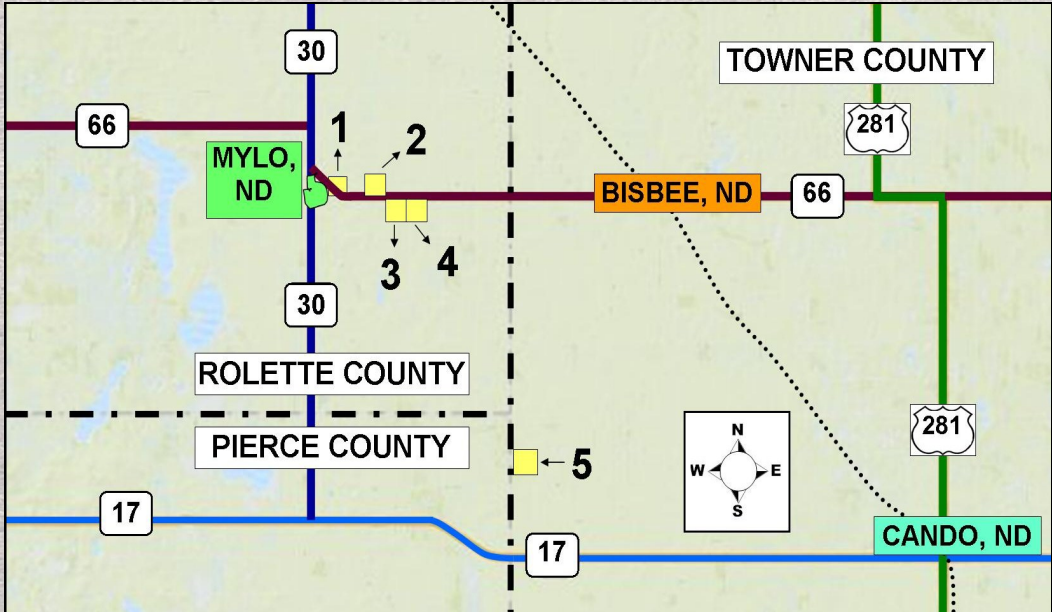 30
TOWNER COUNTY
66
1
2
281
MYLO,
ND
BISBEE, ND
66
3
4
30
ROLETTE COUNTY
PIERCE COUNTY
281
N
W E
S
5
17
17
CANDO, ND